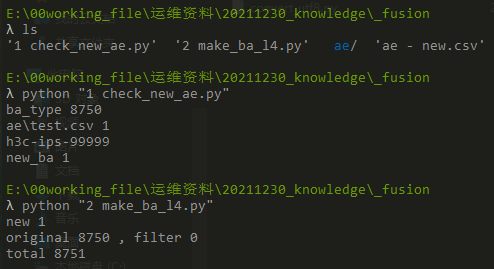 E:\00working_file\运维资料\20211230_knowledge\_fusion
λ ls
'1 check_new_ae.py'  '2 make_ba_l4.py'   ae/  'ae - new.csv'
E:\00working_file\运维资料\20211230_knowledge\_fusion
λ python "1 check_new_ae.py"
ba_type 8750
ae\test.csv 1
h3c-ips-99999
new_ba 1
E:\00working_file\运维资料\20211230_knowledge\_fusion
λ python "2 make_ba_l4.py"
new 1
original 8750 , filter 0
total 8751